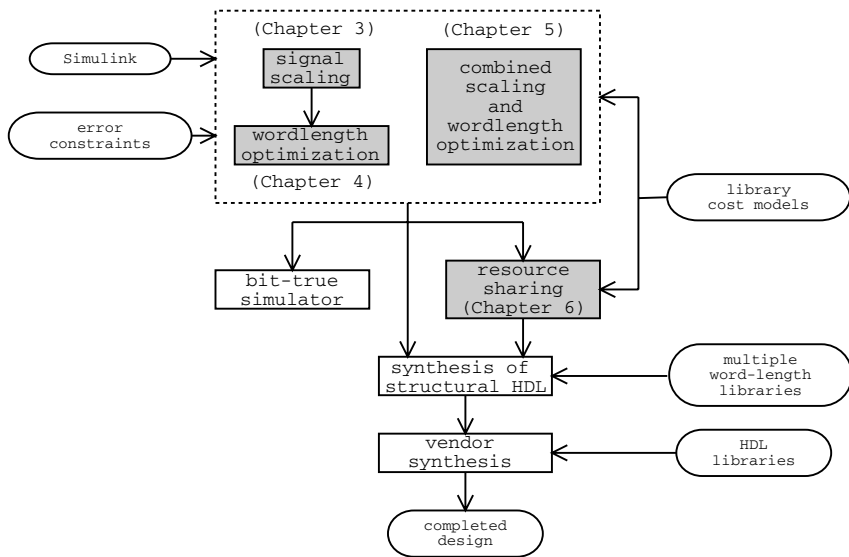 (Chapter 3)
(Chapter 5)
Simulink
signal
scaling
combined
scaling
and
wordlength
optimization
error
constraints
wordlength
optimization
(Chapter 4)
library
cost models
bit-true
simulator
resource
sharing
(Chapter 6)
synthesis of
structural HDL
multiple
word-length
libraries
vendor
synthesis
HDL
libraries
completed
design